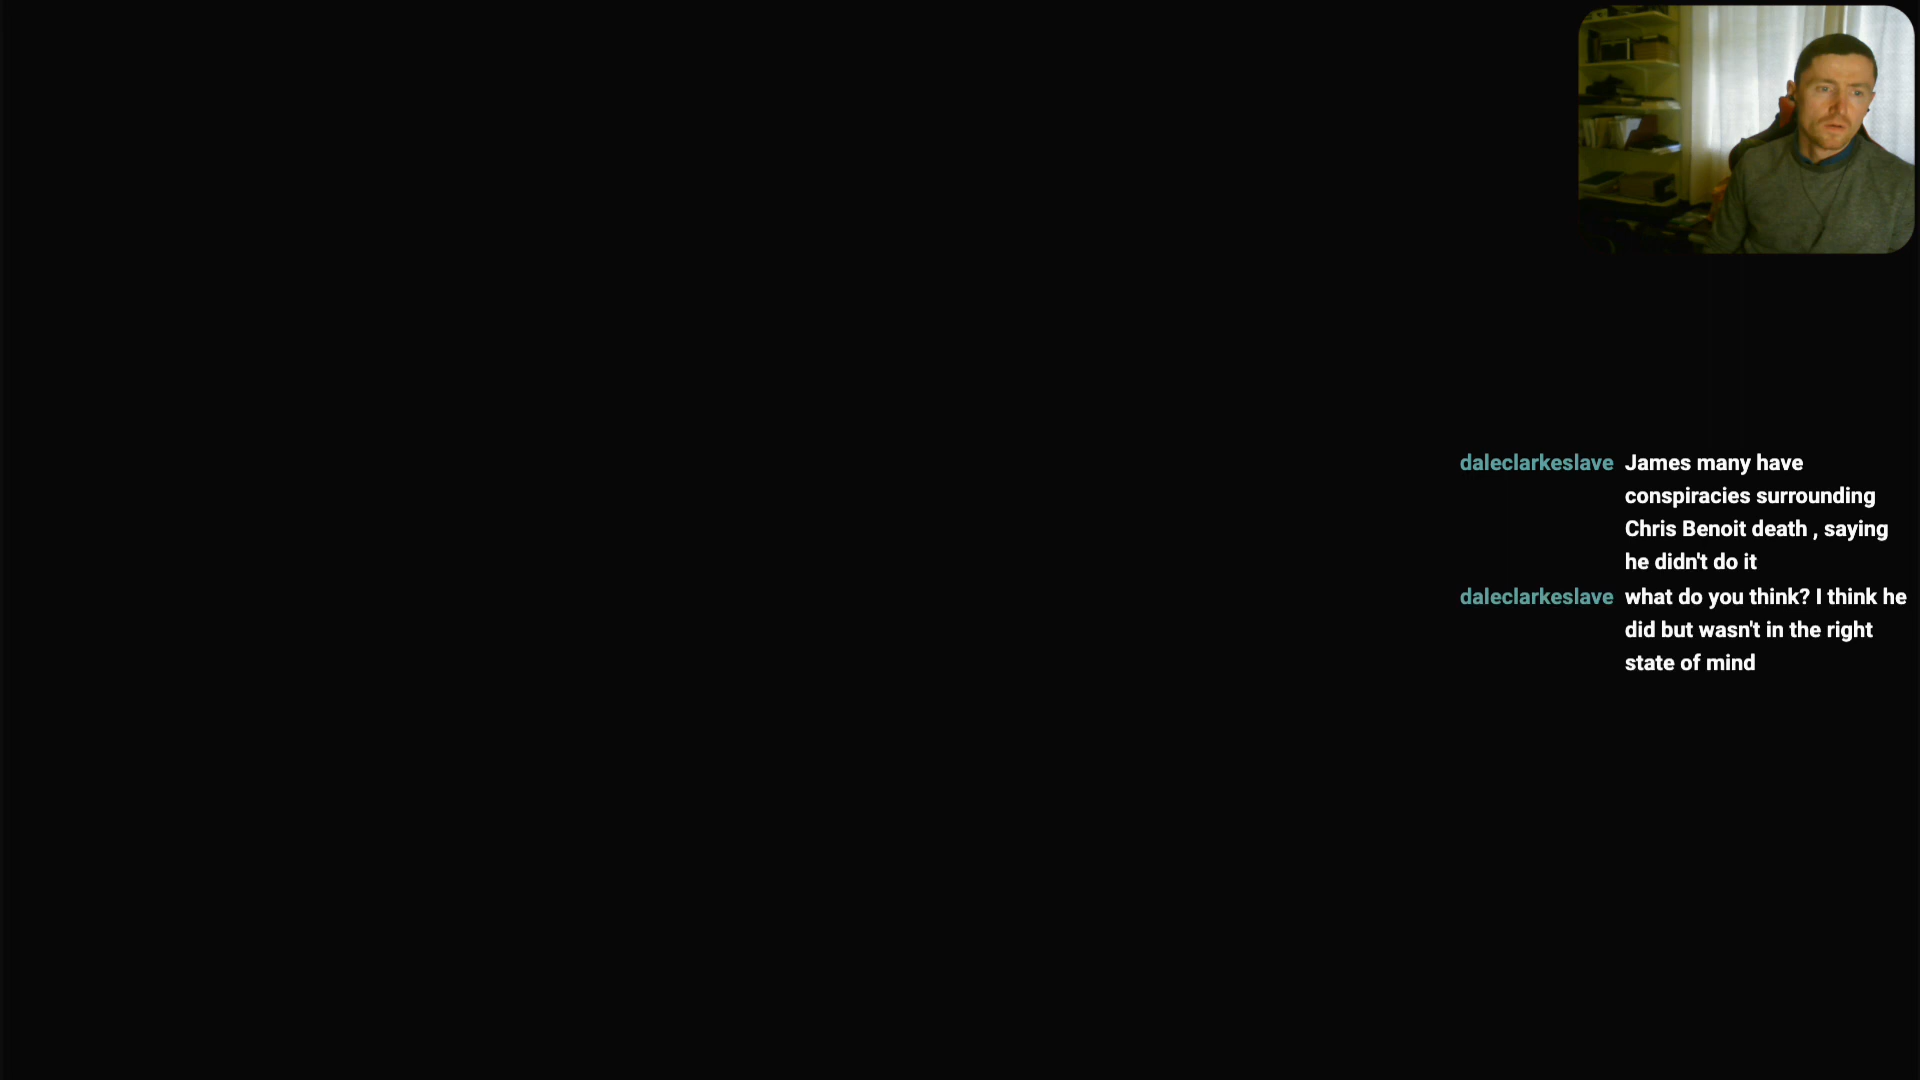 daleclarkeslave James many have
conspiracies surrounding
Chris Benoit death , saying
he didn't do it
daleclarkeslave what do you think? I think he
did but wasn't in the right
state of mind